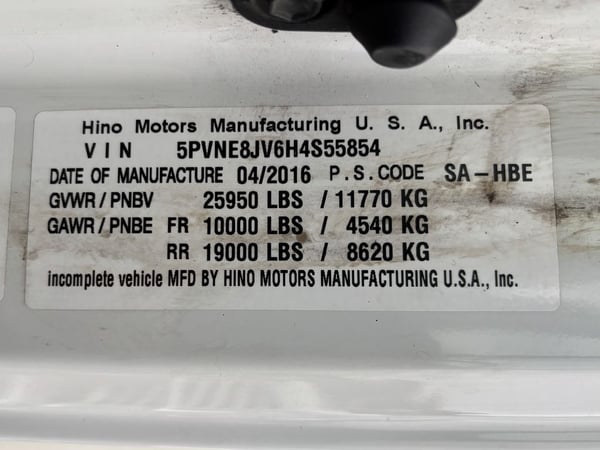 Hino Motors Manufacturing U. S. A., Inc.
VIN 5PVNE8JV6H4S55854
DATE OF MANUFACTURE 04/2016 P.S. CODE SA-HBE
GVWR / PNBV 25950 LBS / 11770 KG
GAWR / PNBE FR 10000 LBS / 4540 KG
RR 19000 LBS / 8620 KG
incomplete vehicle MFD BY HINO MOTORS MANUFACTURING U.S.A., Inc.